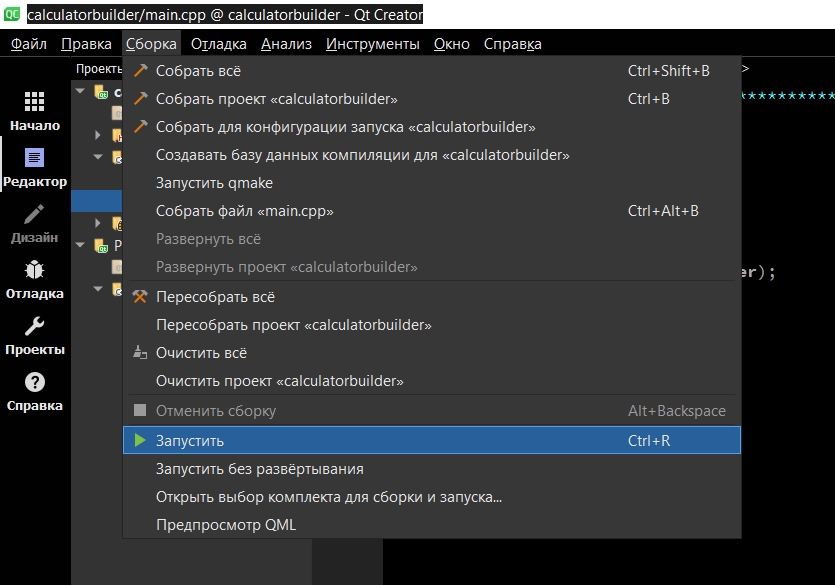 calculatorbuilder/main.cpp @ calculatorbuilder - Qt Creator
Файл Правка Сборка Отладка Анализ Инструменты Окно Справка
Проекты
Начало
Редактор
Дизайн
Отладка
Проекты
Справка
Собрать всё Ctrl+Shift+B
Собрать проект «calculatorbuilder» Ctrl+B
Собрать для конфигурации запуска «calculatorbuilder»
Создавать базу данных компиляции для «calculatorbuilder»
Запустить qmake
Собрать файл «main.cpp» Ctrl+Alt+B
Развернуть всё
Развернуть проект «calculatorbuilder»
Пересобрать всё
Пересобрать проект «calculatorbuilder»
Очистить всё
Очистить проект «calculatorbuilder»
Отменить сборку Alt+Backspace
Запустить Ctrl+R
Запустить без развёртывания
Открыть выбор комплекта для сборки и запуска...
Предпросмотр QML
>
**********
er);